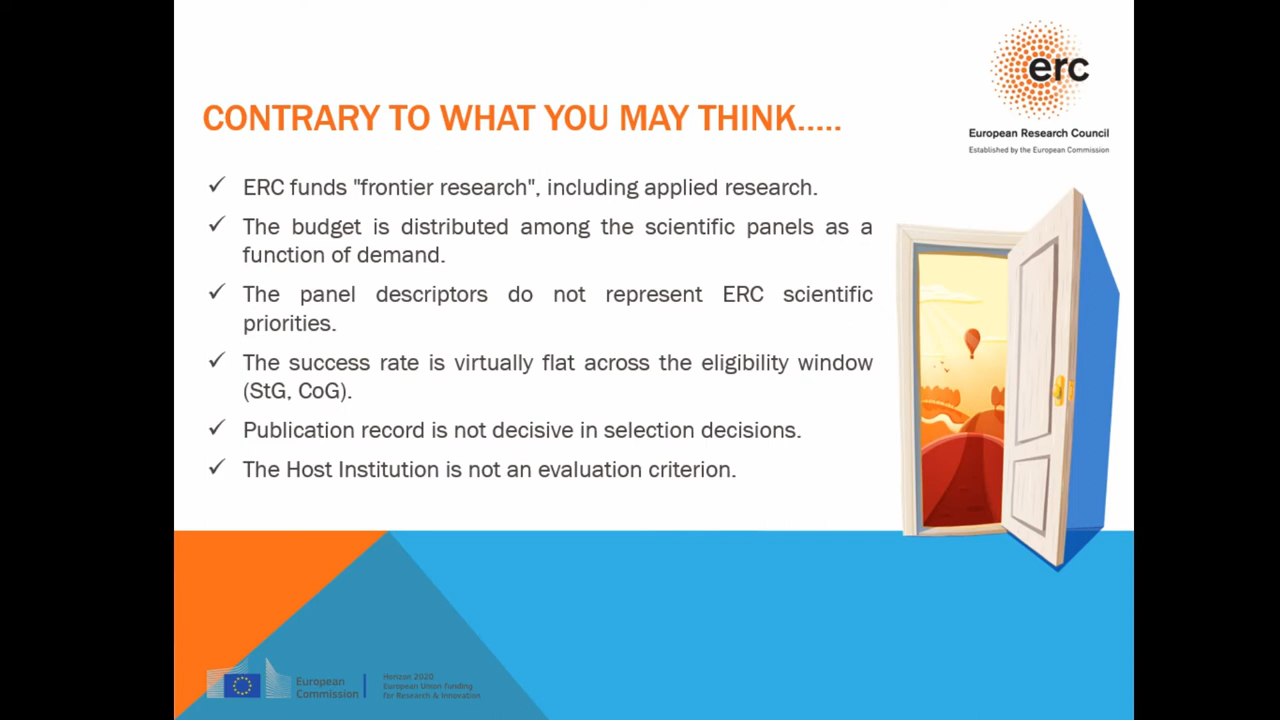 erc
European Research Council
Established by the European Commission
CONTRARY TO WHAT YOU MAY THINK.....
✓ ERC funds "frontier research", including applied research.
✓ The budget is distributed among the scientific panels as a
function of demand.
✓ The panel descriptors do not represent ERC scientific
priorities.
✓ The success rate is virtually flat across the eligibility window
(StG, CoG).
✓ Publication record is not decisive in selection decisions.
✓ The Host Institution is not an evaluation criterion.
European
Commission
Horizon 2020
European Union funding
for Research & Innovation